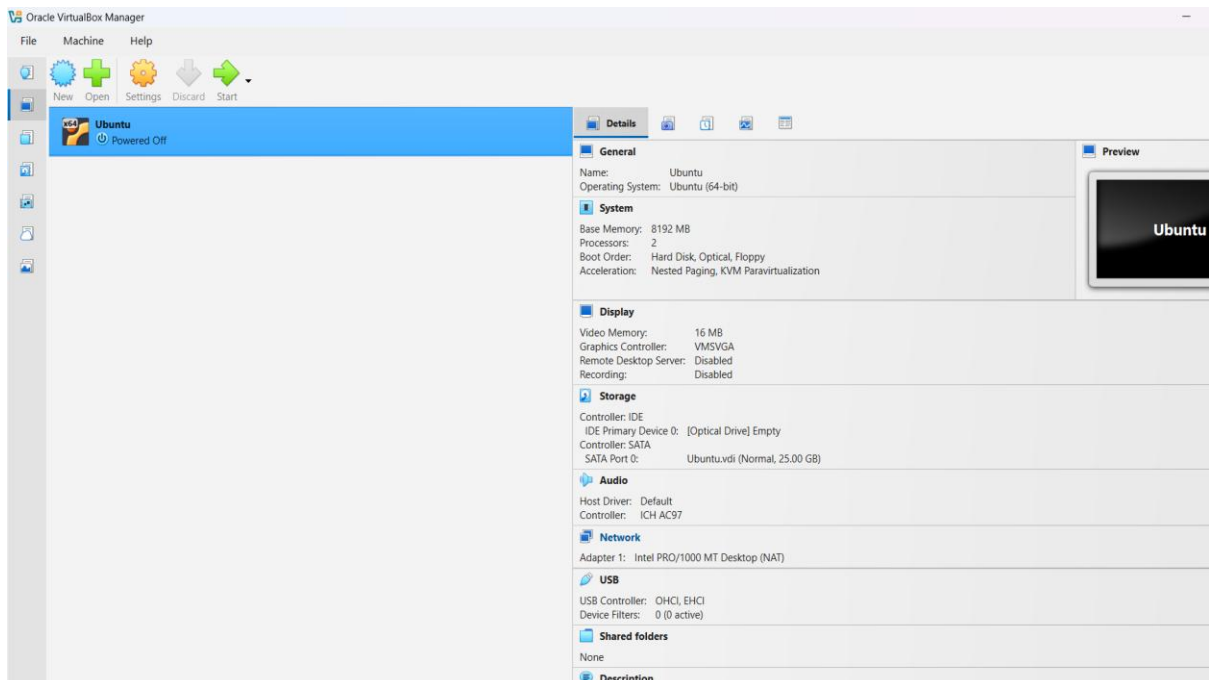 Oracle VirtualBox Manager
File Machine Help
New Open Settings Discard Start
x64
Ubuntu
Powered Off
Details
General
Name: Ubuntu
Operating System: Ubuntu (64-bit)
Preview
Ubuntu
System
Base Memory: 8192 MB
Processors: 2
Boot Order: Hard Disk, Optical, Floppy
Acceleration: Nested Paging, KVM Paravirtualization
Display
Video Memory: 16 MB
Graphics Controller: VMSVGA
Remote Desktop Server: Disabled
Recording: Disabled
Storage
Controller: IDE
IDE Primary Device 0: [Optical Drive] Empty
Controller: SATA
SATA Port 0: Ubuntu.vdi (Normal, 25.00 GB)
Audio
Host Driver: Default
Controller: ICH AC97
Network
Adapter 1: Intel PRO/1000 MT Desktop (NAT)
USB
USB Controller: OHCI, EHCI
Device Filters: 0 (0 active)
Shared folders
None
Description